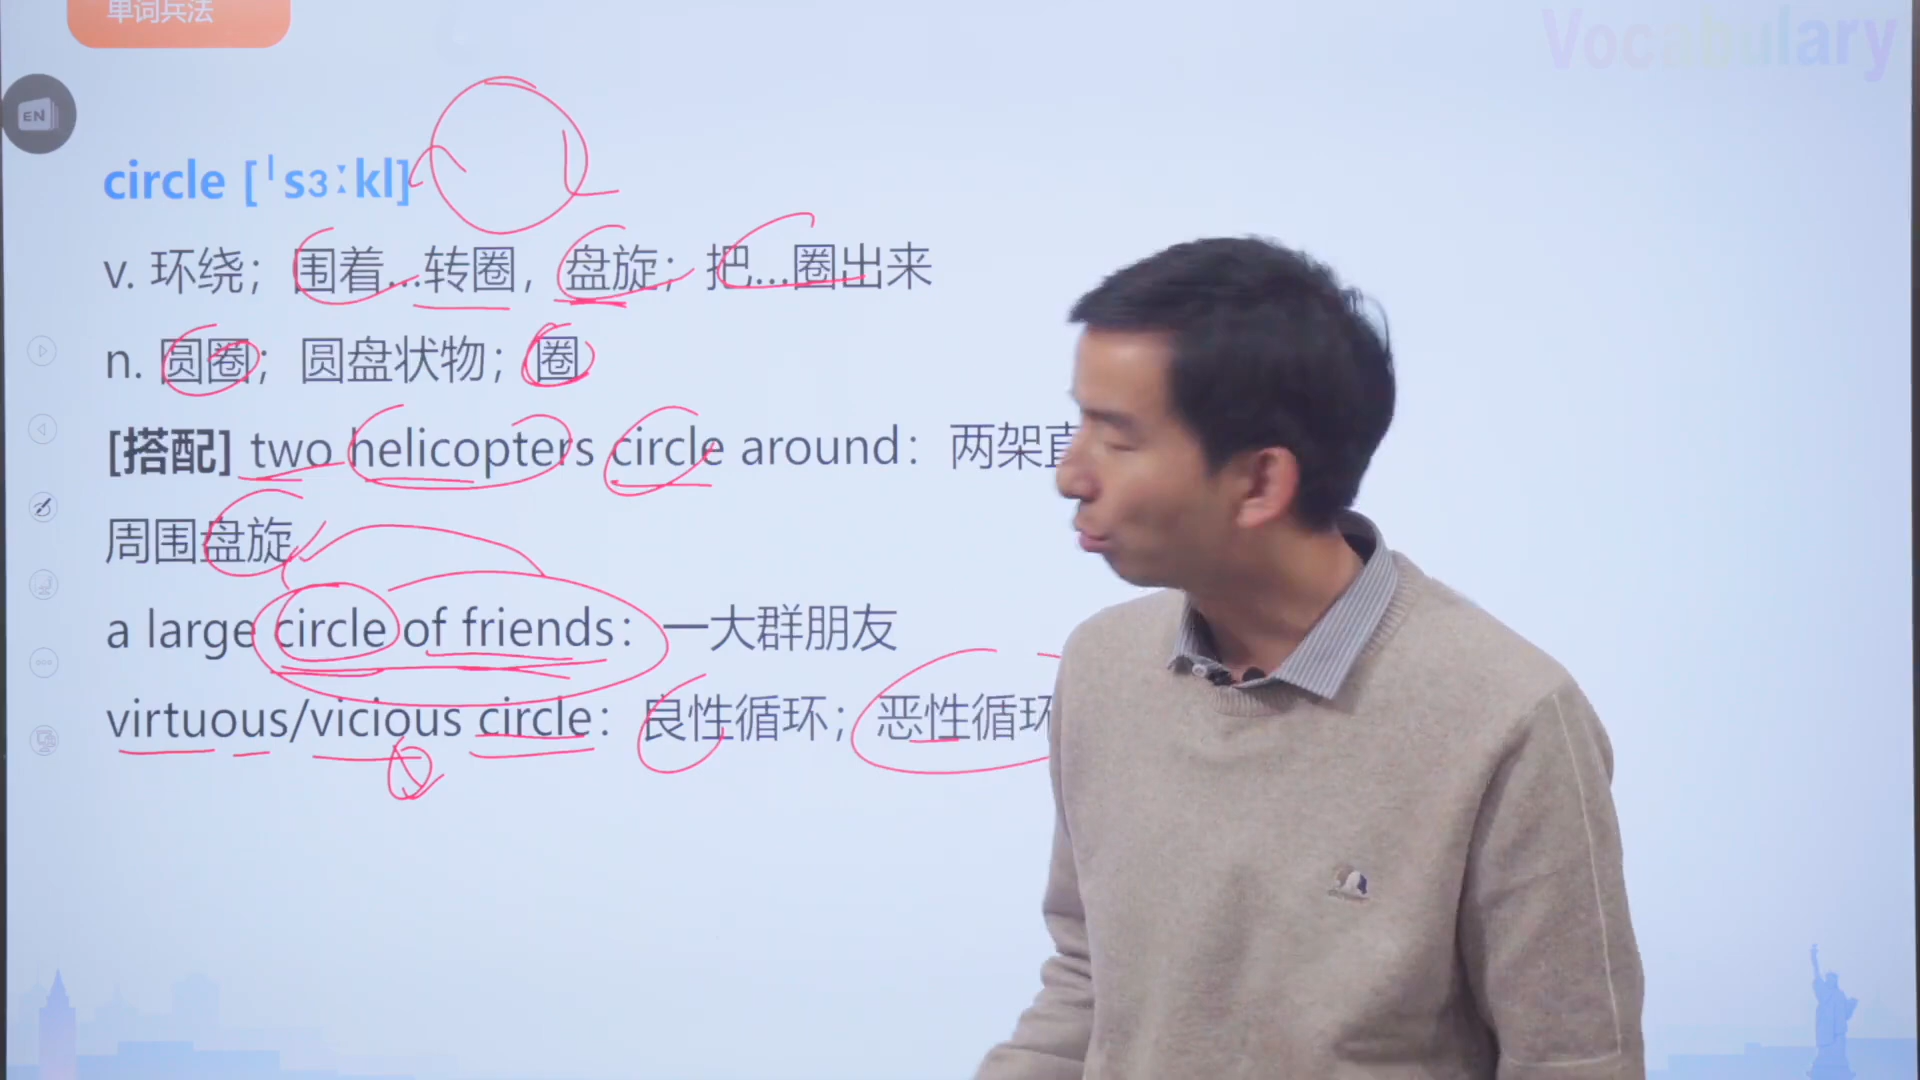 单词兵法
Vocabulary
EN
circle [ˈsɜːkl]
v. 环绕；围着...转圈，盘旋；把...圈出来
n. 圆圈；圆盘状物；圈
[搭配] two helicopters circle around：两架直
周围盘旋
a large circle of friends：一大群朋友
virtuous/vicious circle：良性循环；恶性循环